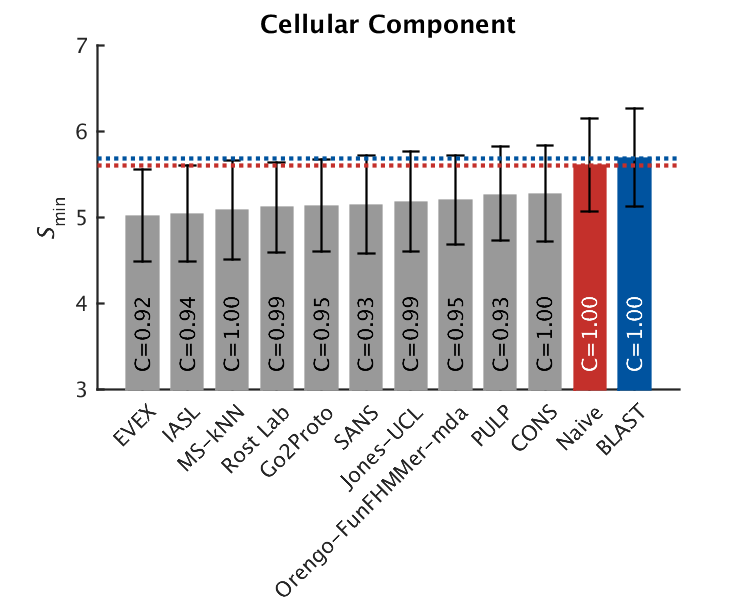 Cellular Component
7
6
5
4
3
Smin
C=0.92
C=0.94
C=1.00
C=0.99
C=0.95
C=0.93
C=0.99
C=0.95
C=0.93
C=1.00
C=1.00
C=1.00
EVEX
IASL
MS-kNN
Rost Lab
Go2Proto
SANS
Jones-UCL
Orengo-FunFHMMer-mda
PULP
CONS
Naive
BLAST